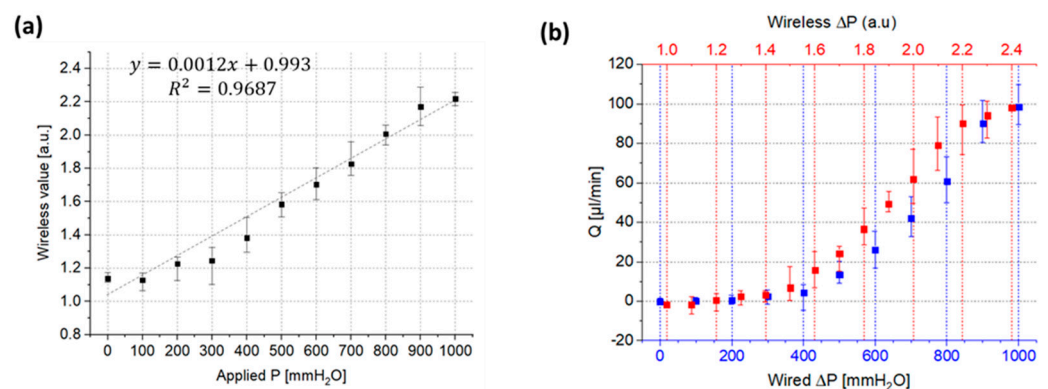 (a)
y = 0.0012x + 0.993
R² = 0.9687
2.4
2.2
2.0
1.8
1.6
1.4
1.2
1.0
0.8
Wireless value [a.u.]
0 100 200 300 400 500 600 700 800 900 1000
Applied P [mmH₂O]
(b)
Wireless ΔP (a.u)
1.0 1.2 1.4 1.6 1.8 2.0 2.2 2.4
120
100
80
60
40
20
0
-20
Q [µl/min]
0 200 400 600 800 1000
Wired ΔP [mmH₂O]